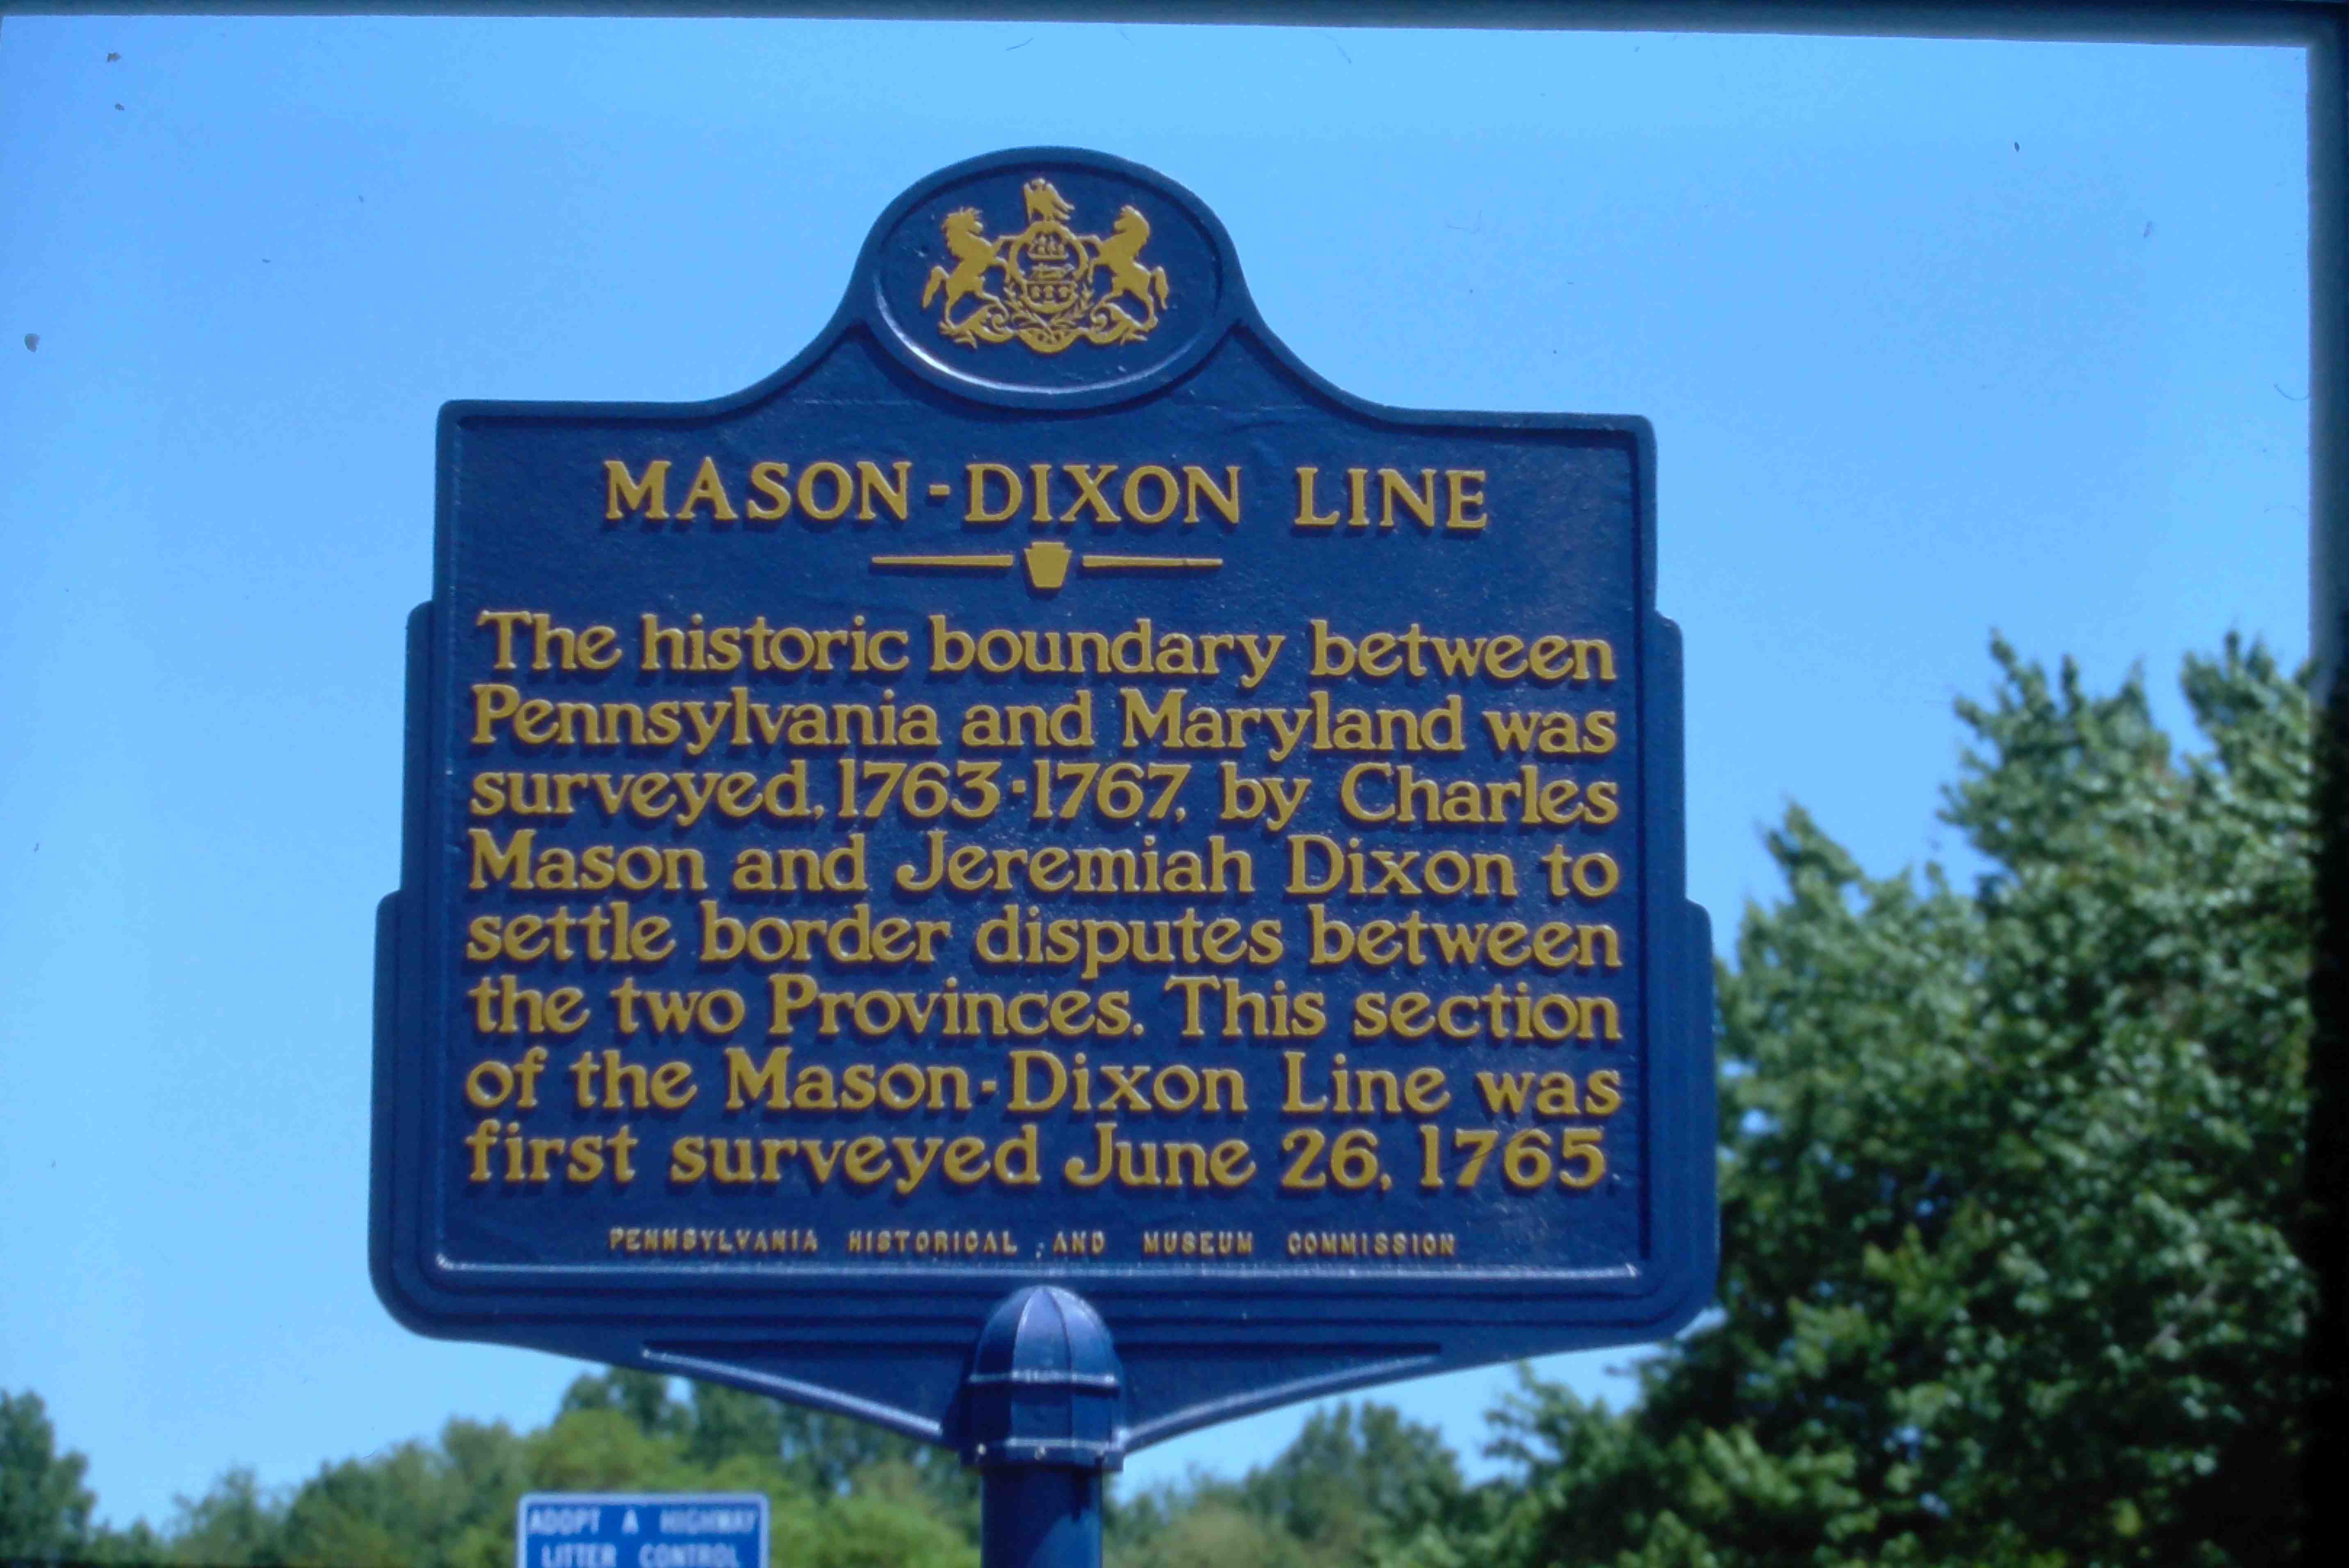 MASON-DIXON LINE
The historic boundary between
Pennsylvania and Maryland was
surveyed, 1763-1767, by Charles
Mason and Jeremiah Dixon to
settle border disputes between
the two Provinces. This section
of the Mason-Dixon Line was
first surveyed June 26, 1765.
PENNSYLVANIA HISTORICAL AND MUSEUM COMMISSION
ADOPT A HIGHWAY
LITTER CONTROL